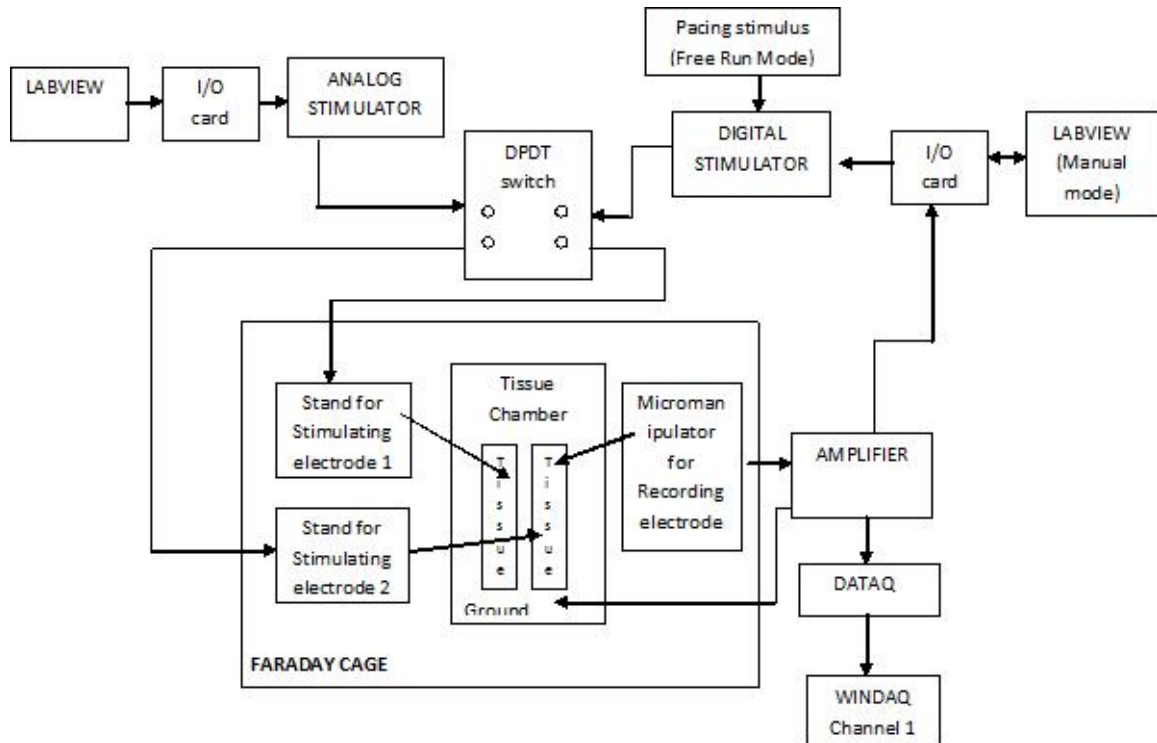 Pacing stimulus
(Free Run Mode)
LABVIEW
I/O
card
ANALOG
STIMULATOR
DPDT
switch
DIGITAL
STIMULATOR
I/O
card
LABVIEW
(Manual
mode)
Stand for
Stimulating
electrode 1
Tissue
Chamber
Tissue
Tissue
Microman
ipulator
for
Recording
electrode
AMPLIFIER
Stand for
Stimulating
electrode 2
Ground
DATAQ
FARADAY CAGE
WINDAQ
Channel 1